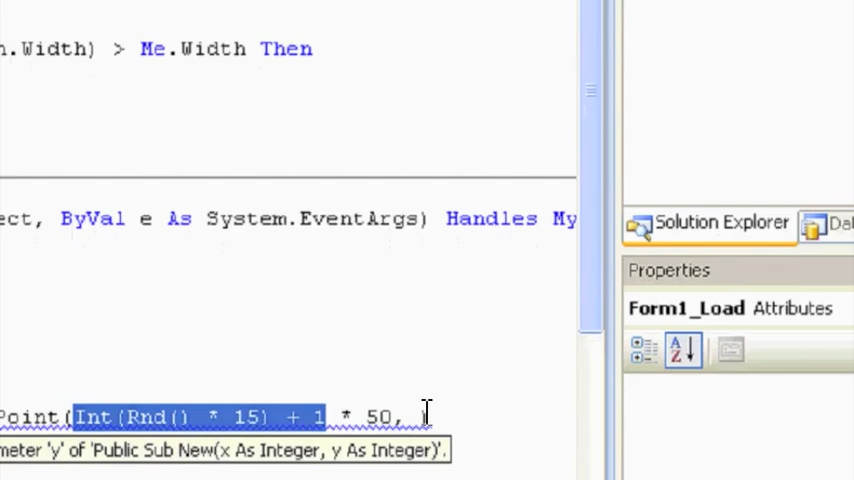 n.Width) > Me.Width Then
ect, ByVal e As System.EventArgs) Handles My
Point(Int(Rnd() * 15) + 1 * 50, )
meter 'y' of 'Public Sub New(x As Integer, y As Integer)'.
Solution Explorer
Dat
Properties
Form1_Load Attributes
A
Z